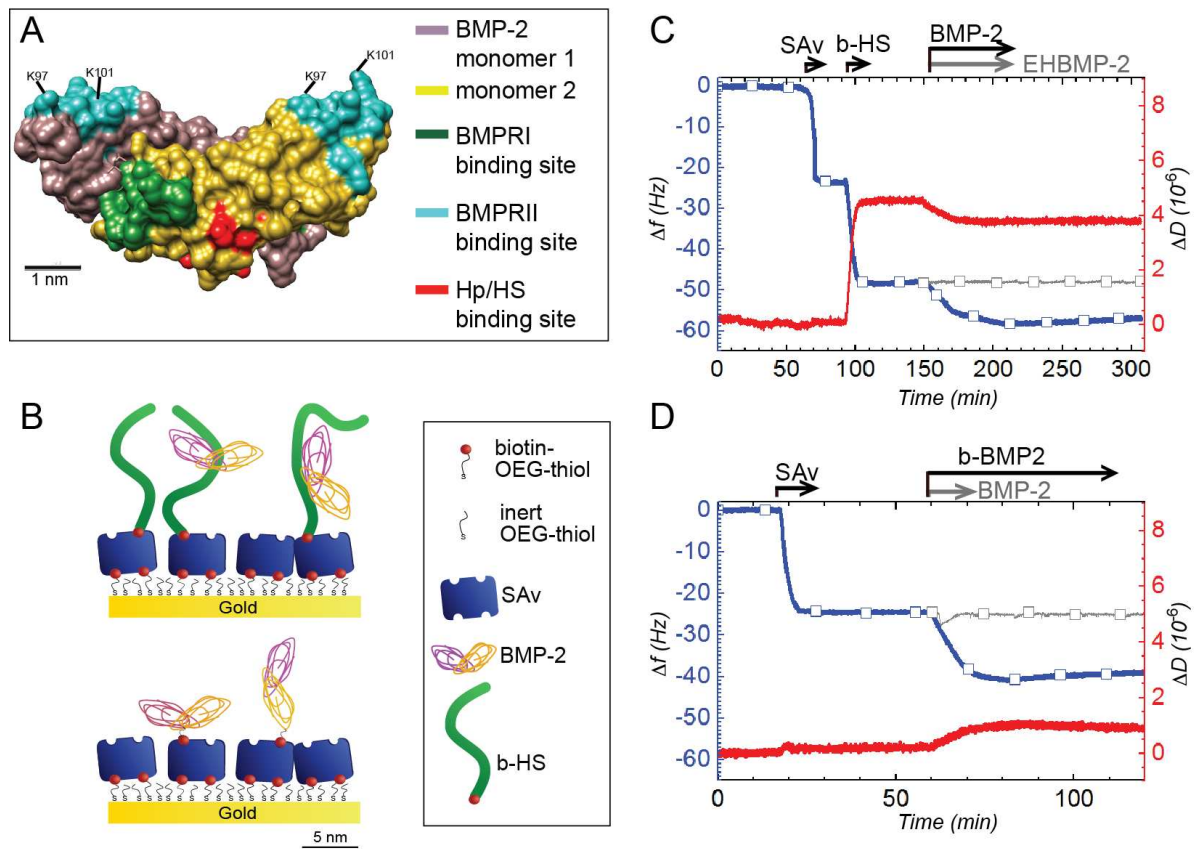 A
K97
K101
K97
K101
1 nm
BMP-2
monomer 1
monomer 2
BMPRI
binding site
BMPRII
binding site
Hp/HS
binding site
B
Gold
Gold
5 nm
biotin-
OEG-thiol
inert
OEG-thiol
SAv
BMP-2
b-HS
s
s
C
SAv
b-HS
BMP-2
EHBMP-2
0
-10
-20
-30
-40
-50
-60
Δf (Hz)
8
6
4
2
0
ΔD (10-6)
0
50
100
150
200
250
300
Time (min)
D
SAv
b-BMP2
BMP-2
0
-10
-20
-30
-40
-50
-60
Δf (Hz)
8
6
4
2
0
ΔD (10-6)
0
50
100
Time (min)